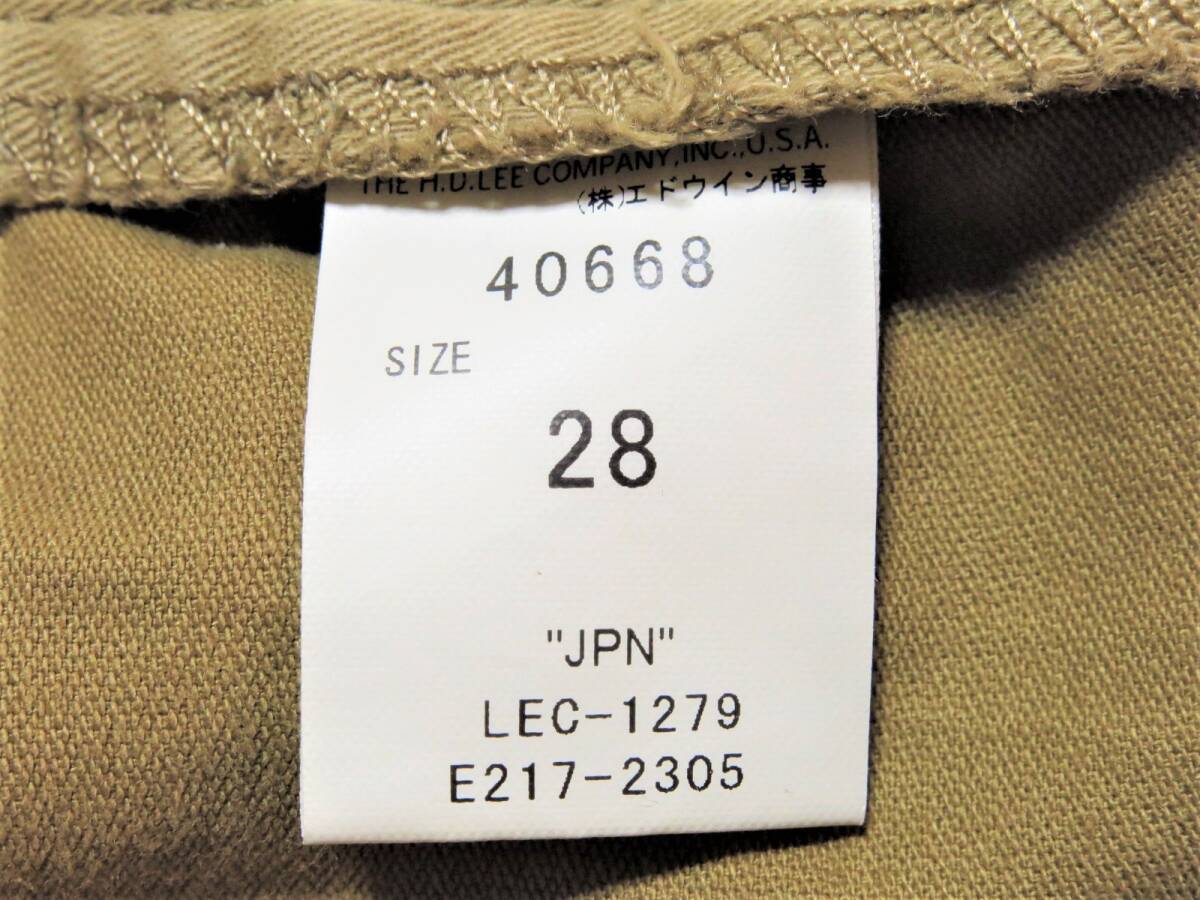 THE H.D.LEE COMPANY,INC.,U.S.A.
(株)エドウイン商事
40668
SIZE
28
"JPN"
LEC-1279
E217-2305